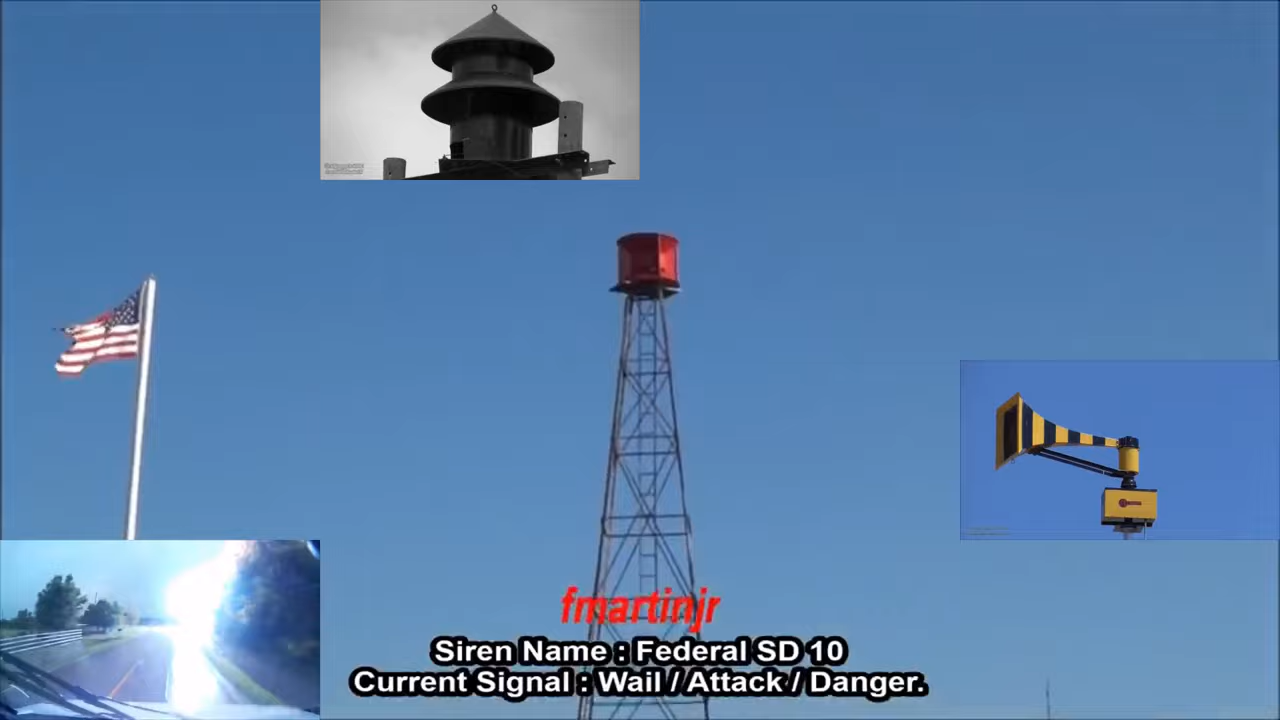 fmartinjr
Siren Name : Federal SD 10
Current Signal : Wail / Attack / Danger.